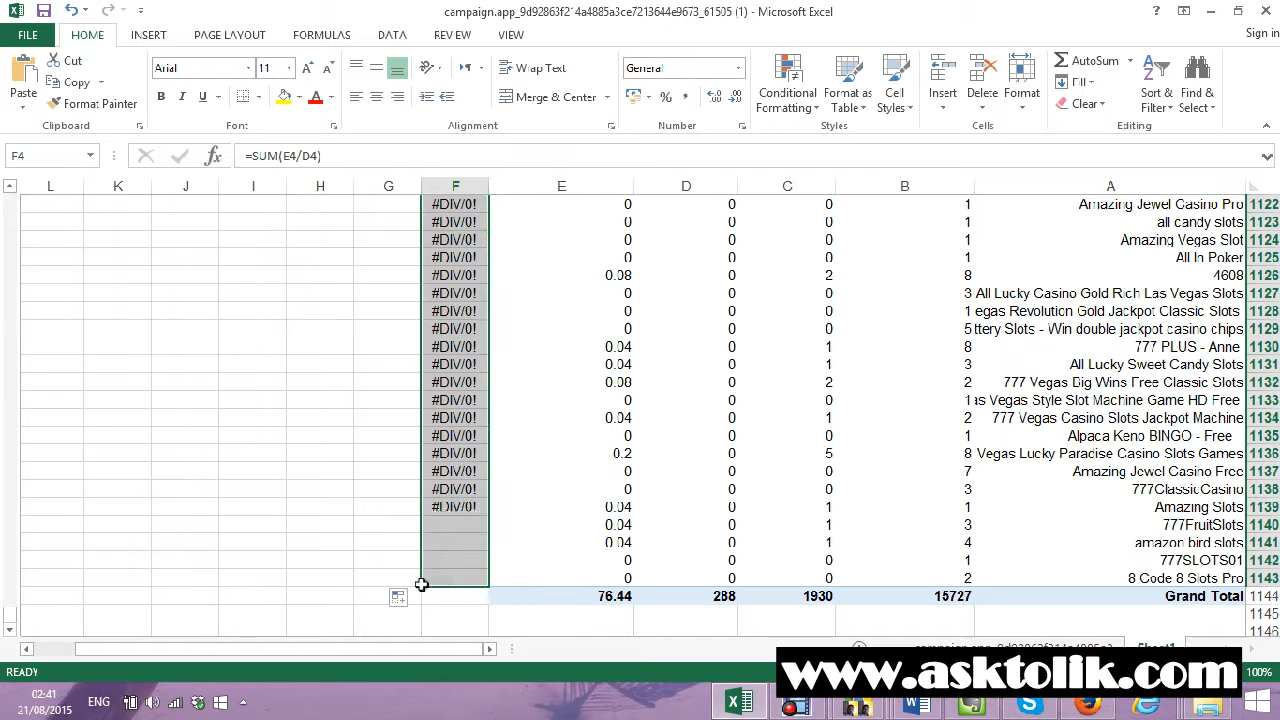 campaign.app_9d92863f214a4885a3ce7213644e9673_61505 (1) - Microsoft Excel
FILE HOME INSERT PAGE LAYOUT FORMULAS DATA REVIEW VIEW Sign in
Paste Cut Copy Format Painter Clipboard
Arial 11 B I U A Font
Wrap Text Merge & Center Alignment
General % , Number
Conditional Formatting Format as Table Cell Styles Styles
Insert Delete Format Cells
AutoSum Fill Clear Sort & Filter Find & Select Editing
F4 fx =SUM(E4/D4)
L K J I H G F E D C B A
#DIV/0! 0 0 0 1 Amazing Jewel Casino Pro 1122
#DIV/0! 0 0 0 1 all candy slots 1123
#DIV/0! 0 0 0 1 Amazing Vegas Slot 1124
#DIV/0! 0 0 0 1 All In Poker 1125
#DIV/0! 0.08 0 2 8 4608 1126
#DIV/0! 0 0 0 3 All Lucky Casino Gold Rich Las Vegas Slots 1127
#DIV/0! 0 0 0 1 egas Revolution Gold Jackpot Classic Slots 1128
#DIV/0! 0 0 0 5 ttery Slots - Win double jackpot casino chips 1129
#DIV/0! 0.04 0 1 8 777 PLUS - Anne 1130
#DIV/0! 0.04 0 1 3 All Lucky Sweet Candy Slots 1131
#DIV/0! 0.08 0 2 2 777 Vegas Big Wins Free Classic Slots 1132
#DIV/0! 0 0 0 1 as Vegas Style Slot Machine Game HD Free 1133
#DIV/0! 0.04 0 1 2 777 Vegas Casino Slots Jackpot Machine 1134
#DIV/0! 0 0 0 1 Alpaca Keno BINGO - Free 1135
#DIV/0! 0.2 0 5 8 Vegas Lucky Paradise Casino Slots Games 1136
#DIV/0! 0 0 0 7 Amazing Jewel Casino Free 1137
#DIV/0! 0 0 0 3 777ClassicCasino 1138
#DIV/0! 0.04 0 1 1 Amazing Slots 1139
0.04 0 1 3 777FruitSlots 1140
0.04 0 1 4 amazon bird slots 1141
0 0 0 1 777SLOTS01 1142
0 0 0 2 8 Code 8 Slots Pro 1143
76.44 288 1930 15727 Grand Total 1144
1145
1146
READY 100%
www.asktolik.com
02:41
21/08/2015
ENG